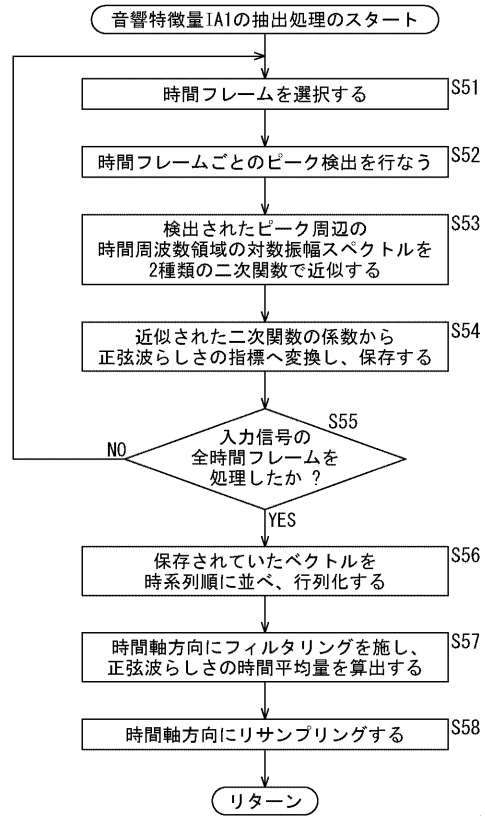 音響特徴量IA1の抽出処理のスタート
S51
時間フレームを選択する
S52
時間フレームごとのピーク検出を行なう
S53
検出されたピーク周辺の
時間周波数領域の対数振幅スペクトルを
2種類の二次関数で近似する
S54
近似された二次関数の係数から
正弦波らしさの指標へ変換し、保存する
S55
入力信号の
全時間フレームを
処理したか ?
NO
YES
S56
保存されていたベクトルを
時系列順に並べ、行列化する
S57
時間軸方向にフィルタリングを施し、
正弦波らしさの時間平均量を算出する
S58
時間軸方向にリサンプリングする
リターン